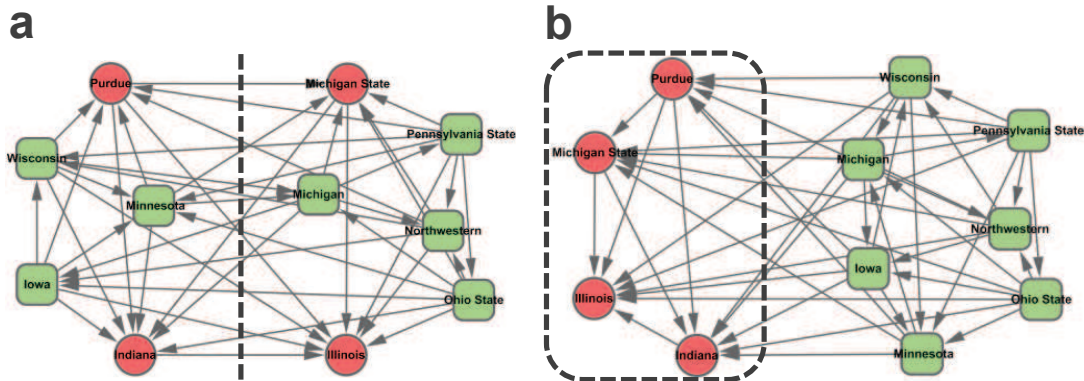 a
Purdue
Michigan State
Pennsylvania State
Wisconsin
Michigan
Minnesota
Northwestern
Iowa
Ohio State
Indiana
Illinois
b
Purdue
Wisconsin
Pennsylvania State
Michigan State
Michigan
Northwestern
Iowa
Illinois
Ohio State
Indiana
Minnesota